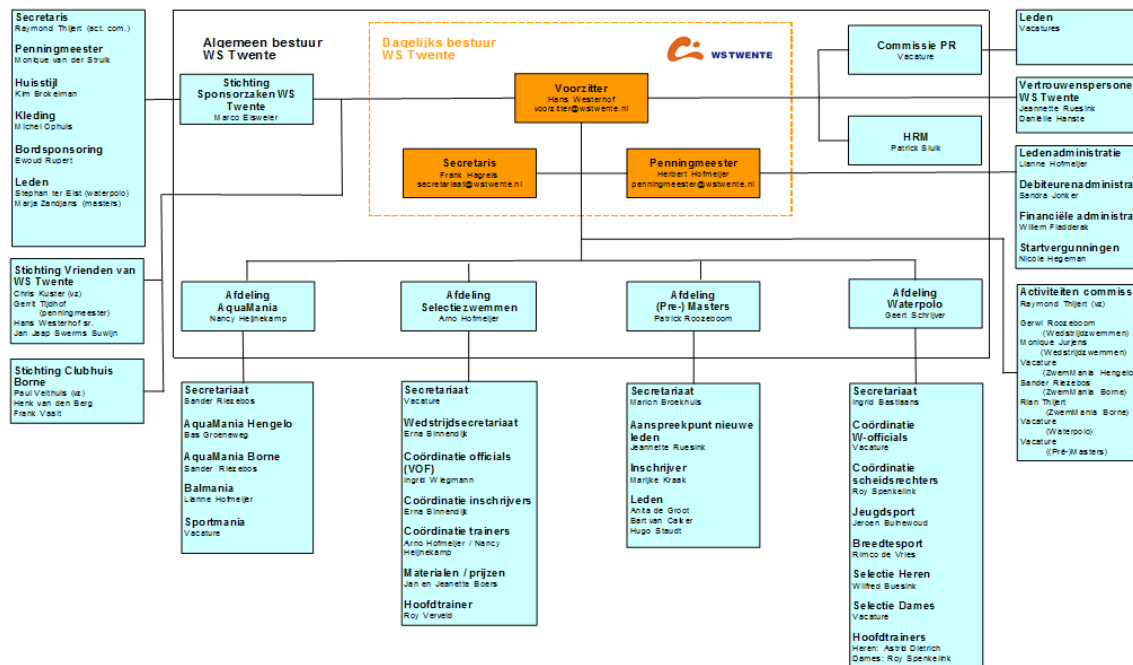 Secretaris
Raymond Thijert (act. com.)
Penningmeester
Monique van der Struik
Huisstijl
Kim Brokelman
Kleding
Michel Ophuis
Bordsponsoring
Ewoud Rupert
Leden
Stephan ter Elst (waterpolo)
Marja Zandjans (masters)
Stichting Vrienden van
WS Twente
Chris Kuster (vz)
Gerrit Tijdhof
(penningmeester)
Hans Westerhof sr.
Jan Jaap Swerms Suwijn
Stichting Clubhuis
Borne
Paul Velthuis (vz)
Henk van den Berg
Frank Vaalt
Algemeen bestuur
WS Twente
Stichting
Sponsorzaken WS
Twente
Marco Elsweier
Dagelijks bestuur
WS Twente
WS TWENTE
Voorzitter
Hans Westerhof
voorzitter@wstwente.nl
Secretaris
Frank Hagrels
secretariaat@wstwente.nl
Penningmeester
Herbert Hofmeijer
penningmeester@wstwente.nl
Commissie PR
Vacature
HRM
Patrick Sluik
Leden
Vacatures
Vertrouwenspersone
WS Twente
Jeannette Ruesink
Daniëlle Hanste
Ledenadministratie
Lianne Hofmeijer
Debiteurenadministra
Sandra Jonker
Financiële administra
Willem Fladderak
Startvergunningen
Nicole Hegeman
Activiteiten commiss
Raymond Thijert (vz)
Gerwi Roozeboom
(Wedstrijdzwemmen)
Monique Jurjens
(Wedstrijdzwemmen)
Vacature
(ZwemMania Hengelo
Sander Riezebos
(ZwemMania Borne)
Rian Thijert
(ZwemMania Borne)
Vacature
(Waterpolo)
Vacature
((Pré-)Masters)
Afdeling
AquaMania
Nancy Heijnekamp
Afdeling
Selectiezwemmen
Arno Hofmeijer
Afdeling
(Pre-) Masters
Patrick Roozeboom
Afdeling
Waterpolo
Geert Schrijver
Secretariaat
Sander Riezebos
AquaMania Hengelo
Bas Groeneweg
AquaMania Borne
Sander Riezebos
Balmania
Lianne Hofmeijer
Sportmania
Vacature
Secretariaat
Vacature
Wedstrijdsecretariaat
Erna Binnendijk
Coördinatie officials
(VOF)
Ingrid Wiegmann
Coördinatie inschrijvers
Erna Binnendijk
Coördinatie trainers
Arno Hofmeijer / Nancy
Heijnekamp
Materialen / prijzen
Jan en Jeanette Boers
Hoofdtrainer
Roy Verveld
Secretariaat
Marion Broekhuis
Aanspreekpunt nieuwe
leden
Jeannette Ruesink
Inschrijver
Marijke Kraak
Leden
Anita de Groot
Bart van Calker
Hugo Staudt
Secretariaat
Ingrid Bastiaans
Coördinatie
W-officials
Vacature
Coördinatie
scheidsrechters
Roy Spenkelink
Jeugdsport
Jeroen Buinewoud
Breedtesport
Rimco de Vries
Selectie Heren
Wilfred Buesink
Selectie Dames
Vacature
Hoofdtrainers
Heren: Astrid Dietrich
Dames: Roy Spenkelink